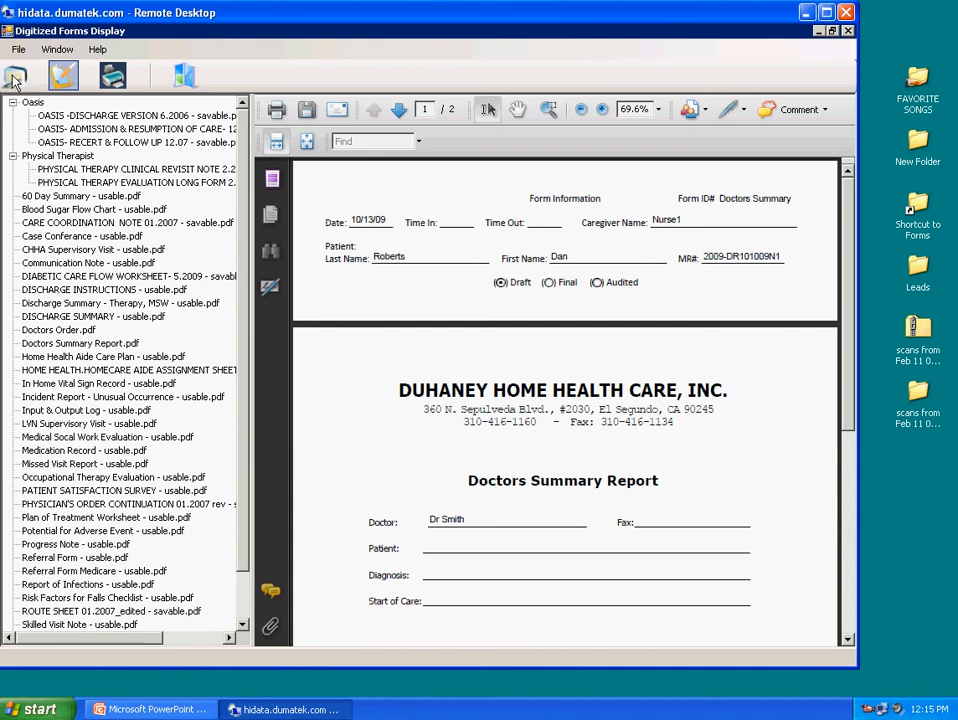 hidata.dumatek.com - Remote Desktop
Digitized Forms Display
File Window Help
Oasis
OASIS -DISCHARGE VERSION 6.2006 - savable.p
OASIS- ADMISSION & RESUMPTION OF CARE- 12
OASIS- RECERT & FOLLOW UP 12.07 - savable.p
Physical Therapist
PHYSICAL THERAPY CLINICAL REVISIT NOTE 2.2
PHYSICAL THERAPY EVALUATION LONG FORM 2.
60 Day Summary - usable.pdf
Blood Sugar Flow Chart - usable.pdf
CARE COORDINATION NOTE 01.2007 - savable.pdf
Case Conferance - usable.pdf
CHHA Supervisory Visit - usable.pdf
Communication Note - usable.pdf
DIABETIC CARE FLOW WORKSHEET- 5.2009 - savabl
DISCHARGE INSTRUCTIONS - usable.pdf
Discharge Summary - Therapy, MSW - usable.pdf
DISCHARGE SUMMARY - usable.pdf
Doctors Order.pdf
Doctors Summary Report.pdf
Home Health Aide Care Plan - usable.pdf
HOME HEALTH.HOMECARE AIDE ASSIGNMENT SHEET
In Home Vital Sign Record - usable.pdf
Incident Report - Unusual Occurrence - usable.pdf
Input & Output Log - usable.pdf
LVN Supervisory Visit - usable.pdf
Medical Socal Work Evaluation - usable.pdf
Medication Record - usable.pdf
Missed Visit Report - usable.pdf
Occupational Therapy Evaluation - usable.pdf
PATIENT SATISFACTION SURVEY - usable.pdf
PHYSICIAN'S ORDER CONTINUATION 01.2007 rev - s
Plan of Treatment Worksheet - usable.pdf
Potential for Adverse Event - usable.pdf
Progress Note - usable.pdf
Referral Form - usable.pdf
Referral Form Medicare - usable.pdf
Report of Infections - usable.pdf
Risk Factors for Falls Checklist - usable.pdf
ROUTE SHEET 01.2007_edited - savable.pdf
Skilled Visit Note - usable.pdf
1 / 2 69.6% Comment
Find
Form Information Form ID# Doctors Summary
Date: 10/13/09 Time In: Time Out: Caregiver Name: Nurse1
Patient:
Last Name: Roberts First Name: Dan MR#: 2009-DR101009N1
Draft Final Audited
DUHANEY HOME HEALTH CARE, INC.
360 N. Sepulveda Blvd., #2030, El Segundo, CA 90245
310-416-1160 - Fax: 310-416-1134
Doctors Summary Report
Doctor: Dr Smith Fax:
Patient:
Diagnosis:
Start of Care:
FAVORITE
SONGS
New Folder
Shortcut to
Forms
Leads
scans from
Feb 11 0...
scans from
Feb 11 0...
start
Microsoft PowerPoint ...
hidata.dumatek.com ...
12:15 PM